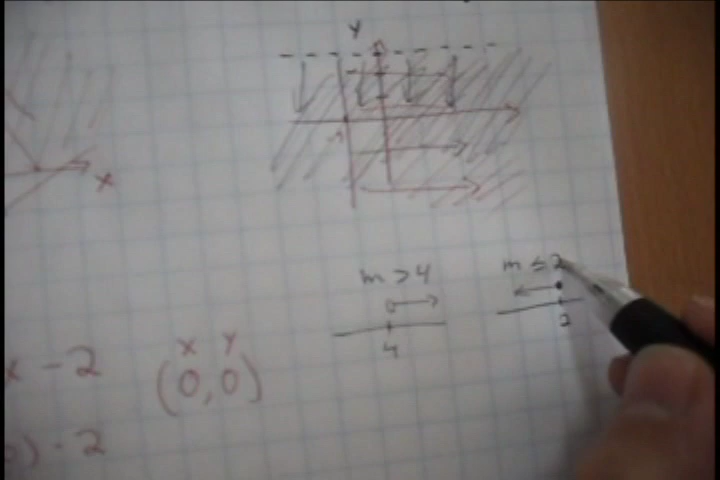 Y
X
m > 4
m ≤ 2
4
2
x - 2
X Y
(0,0)
) - 2